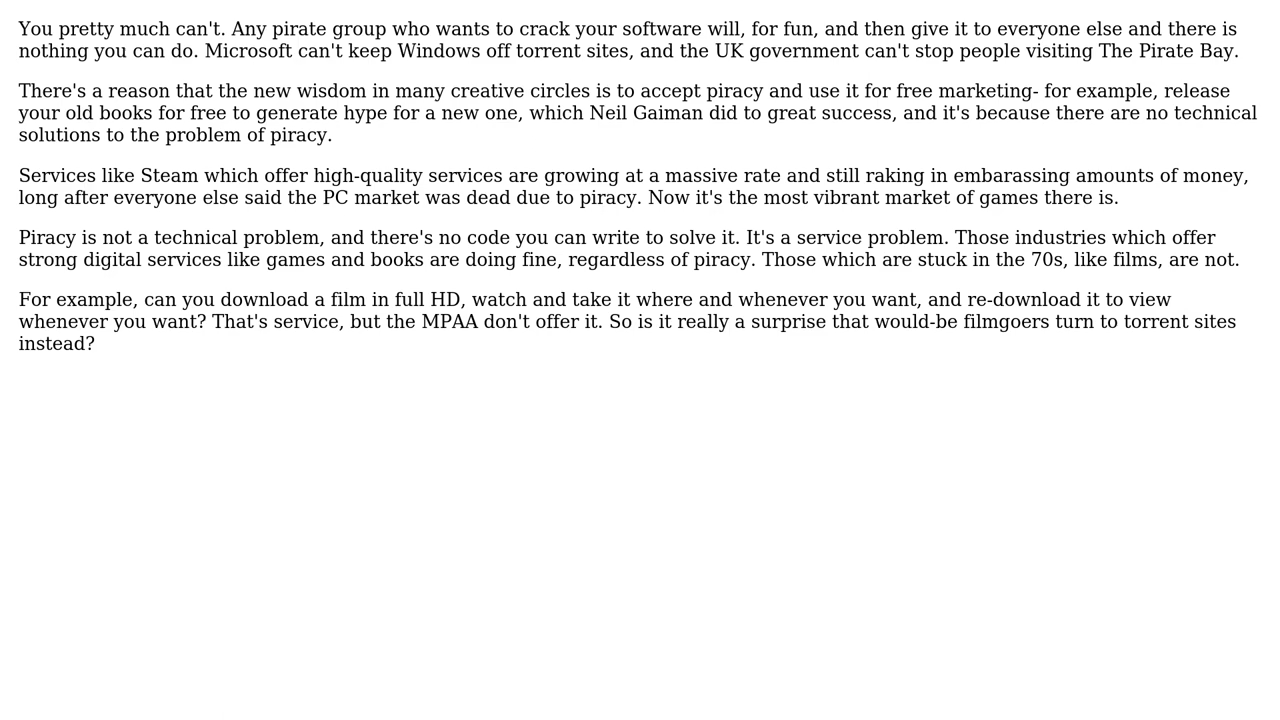 You pretty much can't. Any pirate group who wants to crack your software will, for fun, and then give it to everyone else and there is
nothing you can do. Microsoft can't keep Windows off torrent sites, and the UK government can't stop people visiting The Pirate Bay.
There's a reason that the new wisdom in many creative circles is to accept piracy and use it for free marketing- for example, release
your old books for free to generate hype for a new one, which Neil Gaiman did to great success, and it's because there are no technical
solutions to the problem of piracy.
Services like Steam which offer high-quality services are growing at a massive rate and still raking in embarassing amounts of money,
long after everyone else said the PC market was dead due to piracy. Now it's the most vibrant market of games there is.
Piracy is not a technical problem, and there's no code you can write to solve it. It's a service problem. Those industries which offer
strong digital services like games and books are doing fine, regardless of piracy. Those which are stuck in the 70s, like films, are not.
For example, can you download a film in full HD, watch and take it where and whenever you want, and re-download it to view
whenever you want? That's service, but the MPAA don't offer it. So is it really a surprise that would-be filmgoers turn to torrent sites
instead?